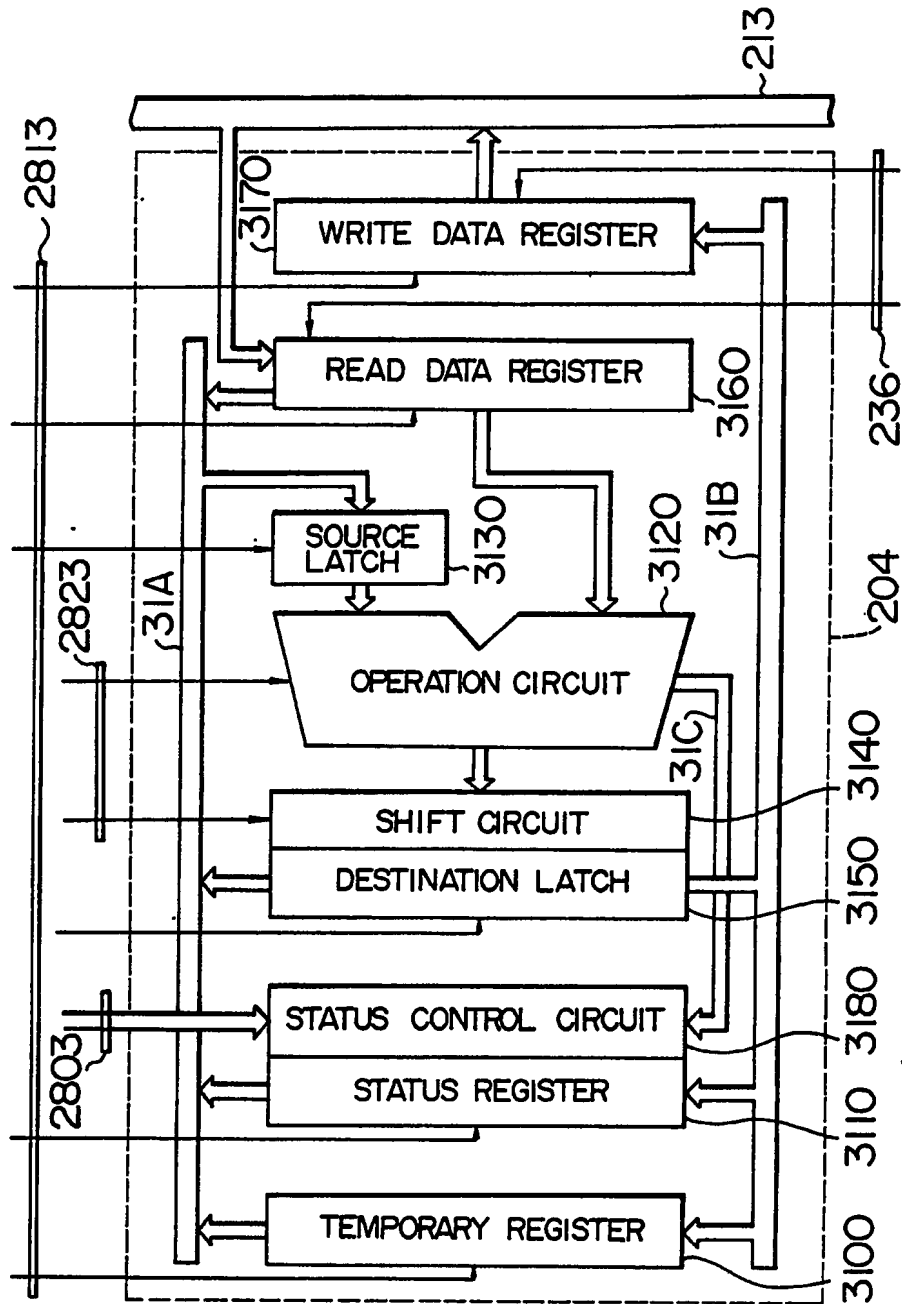 2813
213
3170
WRITE DATA REGISTER
READ DATA REGISTER
3160
236
SOURCE
LATCH
3130
31B
3120
204
2823
31A
OPERATION CIRCUIT
31C
SHIFT CIRCUIT
3140
DESTINATION LATCH
3150
2803
STATUS CONTROL CIRCUIT
3180
STATUS REGISTER
3110
TEMPORARY REGISTER
3100